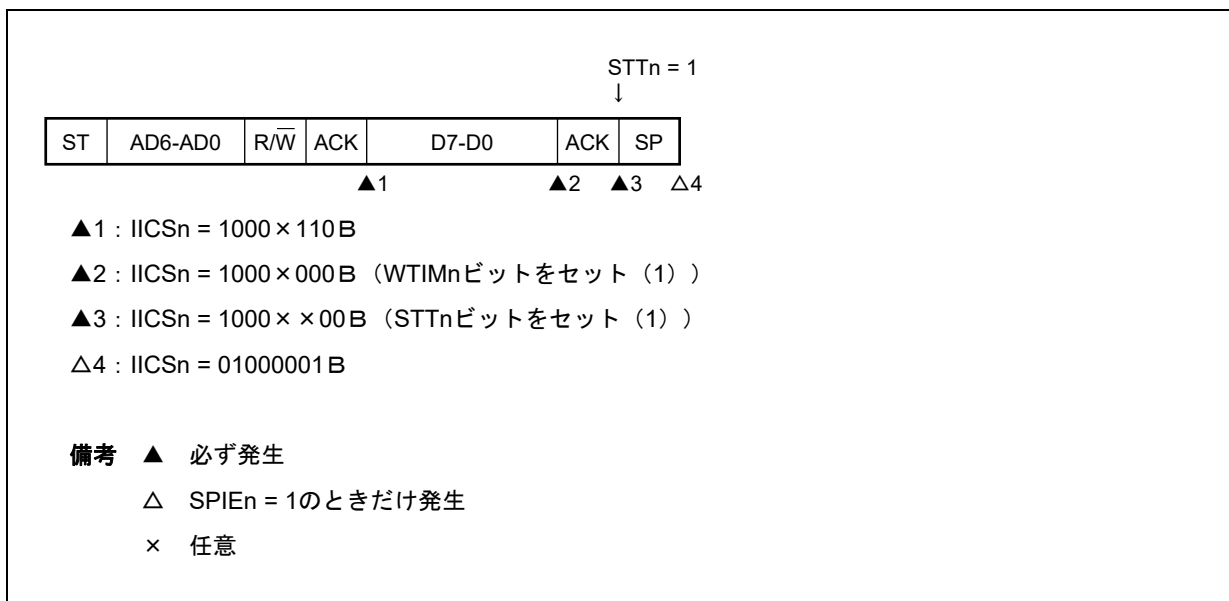 STTn = 1
↓
ST AD6-AD0 R/W̅ ACK D7-D0 ACK SP
▲1 ▲2 ▲3 △4
▲1：IICSn = 1000×110B
▲2：IICSn = 1000×000B（WTIMnビットをセット（1））
▲3：IICSn = 1000××00B（STTnビットをセット（1））
△4：IICSn = 01000001B
備考 ▲ 必ず発生
△ SPIEn = 1のときだけ発生
× 任意